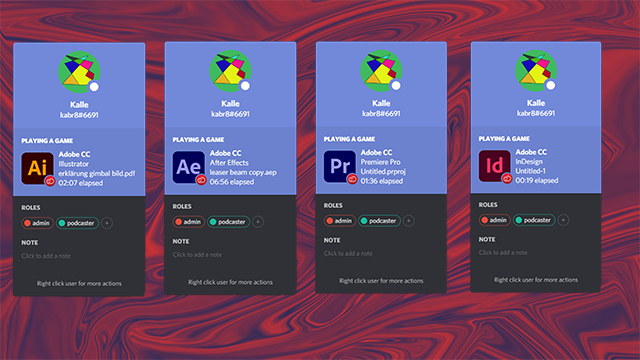 Kalle
kabr8#6691
PLAYING A GAME
Ai
Adobe CC
Illustrator
erklärung gimbal bild.pdf
02:07 elapsed
ROLES
admin podcaster +
NOTE
Click to add a note
Right click user for more actions
Kalle
kabr8#6691
PLAYING A GAME
Ae
Adobe CC
After Effects
leaser beam copy.aep
06:56 elapsed
ROLES
admin podcaster +
NOTE
Click to add a note
Right click user for more actions
Kalle
kabr8#6691
PLAYING A GAME
Pr
Adobe CC
Premiere Pro
Untitled.prproj
01:36 elapsed
ROLES
admin podcaster +
NOTE
Click to add a note
Right click user for more actions
Kalle
kabr8#6691
PLAYING A GAME
Id
Adobe CC
InDesign
Untitled-1
00:19 elapsed
ROLES
admin podcaster +
NOTE
Click to add a note
Right click user for more actions